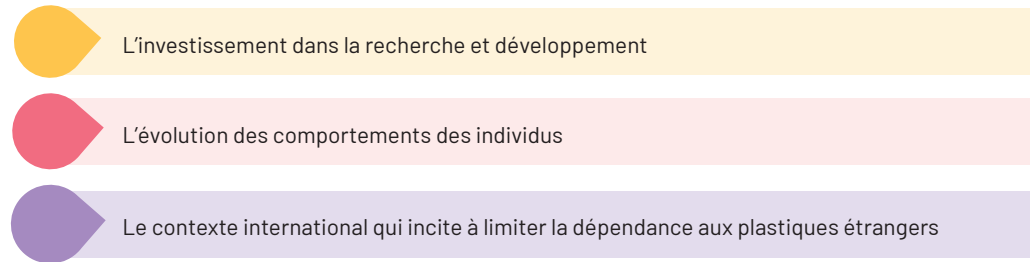 L’investissement dans la recherche et développement
L’évolution des comportements des individus
Le contexte international qui incite à limiter la dépendance aux plastiques étrangers